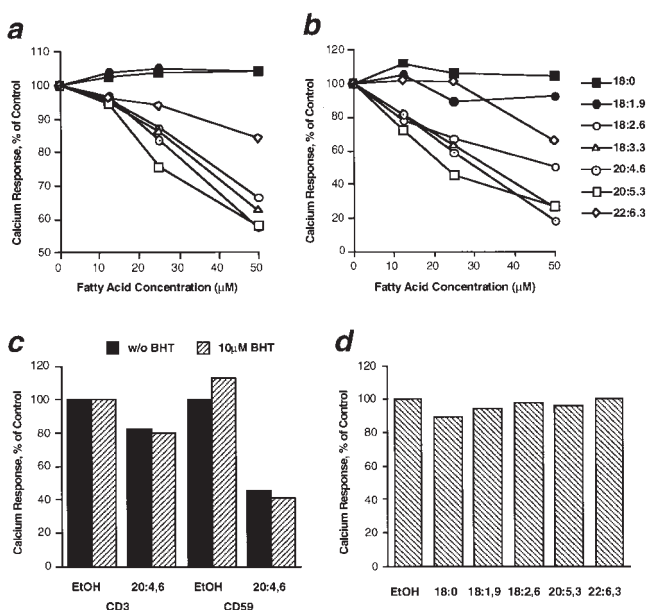 a
Calcium Response, % of Control
110
100
90
80
70
60
50
0 10 20 30 40 50
Fatty Acid Concentration (µM)
b
Calcium Response, % of Control
120
100
80
60
40
20
0
0 10 20 30 40 50
Fatty Acid Concentration (µM)
18:0
18:1.9
18:2.6
18:3.3
20:4.6
20:5.3
22:6.3
c
w/o BHT 10µM BHT
Calcium Response, % of Control
120
100
80
60
40
20
0
EtOH 20:4,6 EtOH 20:4,6
CD3 CD59
d
Calcium Response, % of Control
120
100
80
60
40
20
0
EtOH 18:0 18:1,9 18:2,6 20:5,3 22:6,3